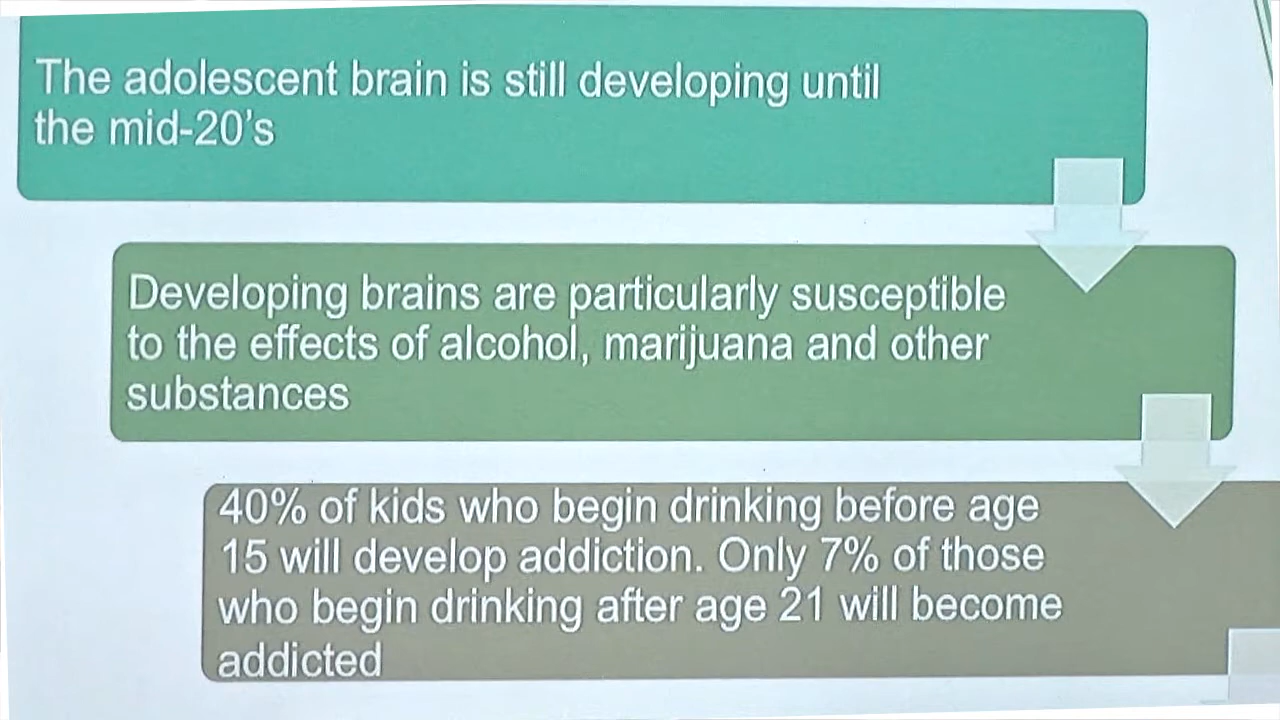 The adolescent brain is still developing until
the mid-20’s
Developing brains are particularly susceptible
to the effects of alcohol, marijuana and other
substances
40% of kids who begin drinking before age
15 will develop addiction. Only 7% of those
who begin drinking after age 21 will become
addicted